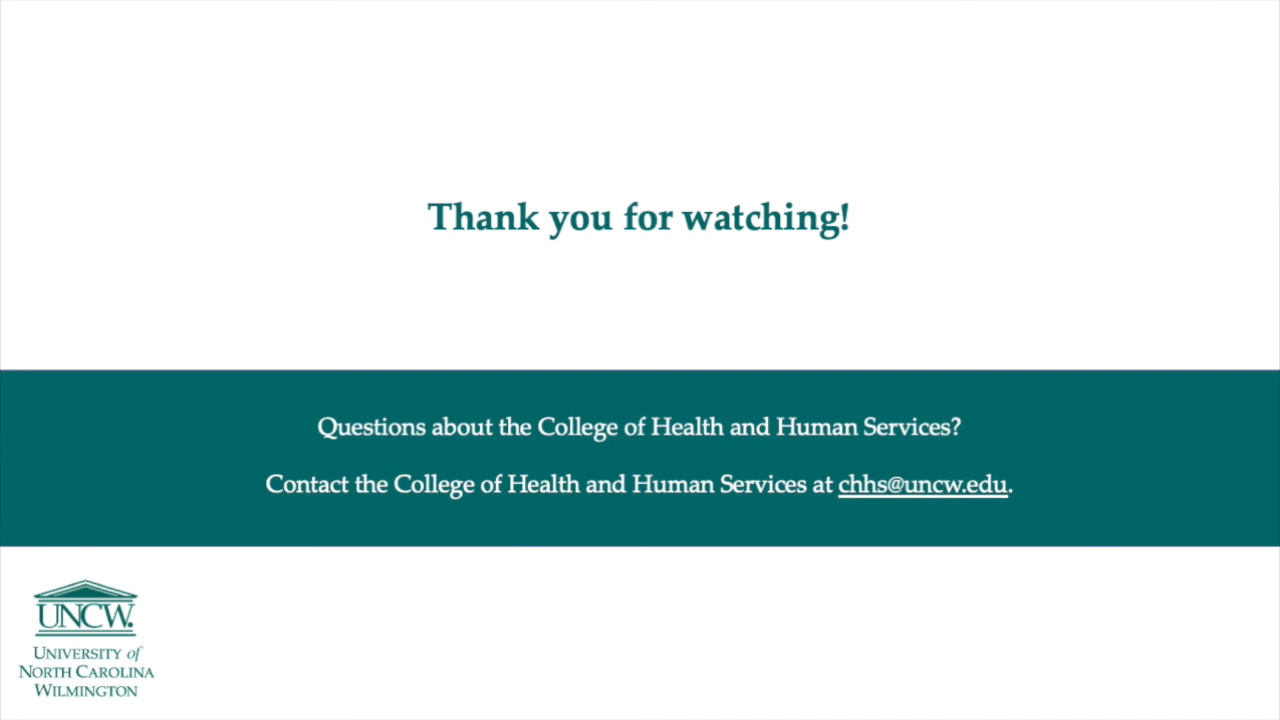 Thank you for watching!
Questions about the College of Health and Human Services?
Contact the College of Health and Human Services at chhs@uncw.edu.
UNCW.
UNIVERSITY of
NORTH CAROLINA
WILMINGTON